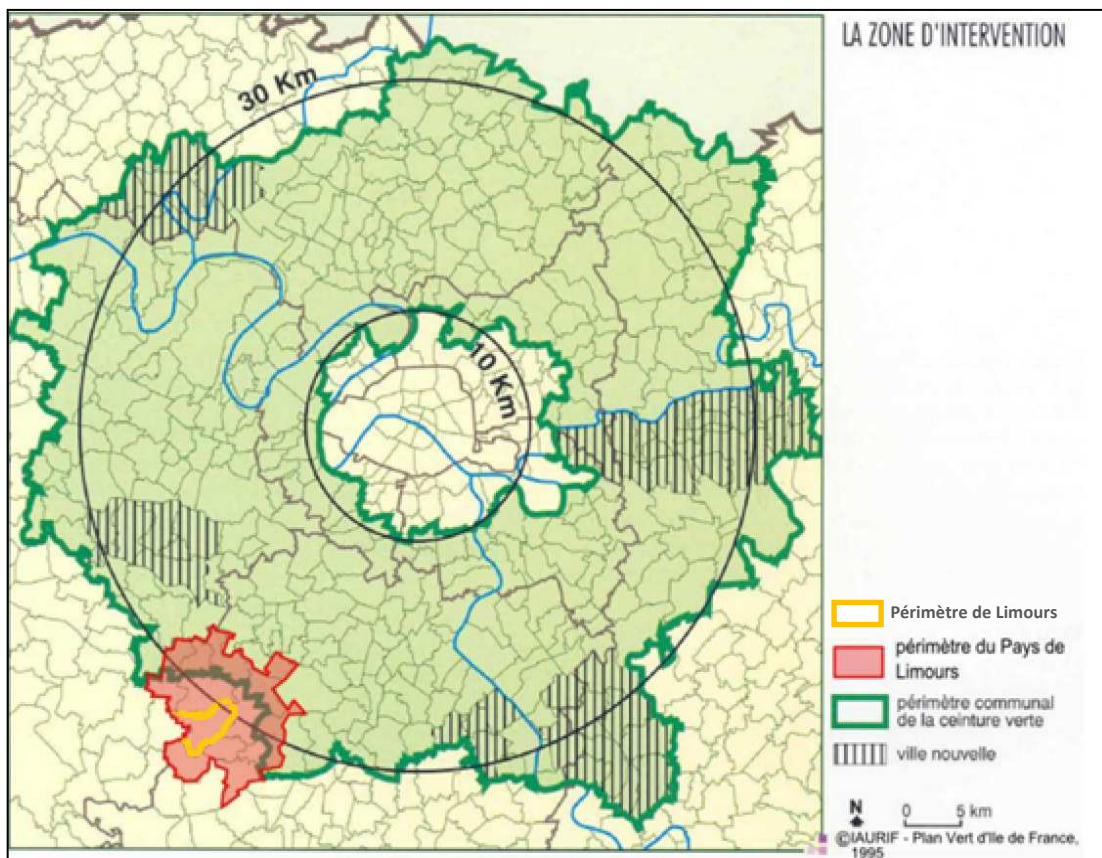 LA ZONE D'INTERVENTION
30 Km
10 Km
Périmètre de Limours
périmètre du Pays de
Limours
périmètre communal
de la ceinture verte
ville nouvelle
N
0 5 km
©IAURIF - Plan Vert d'Ile de France,
1995